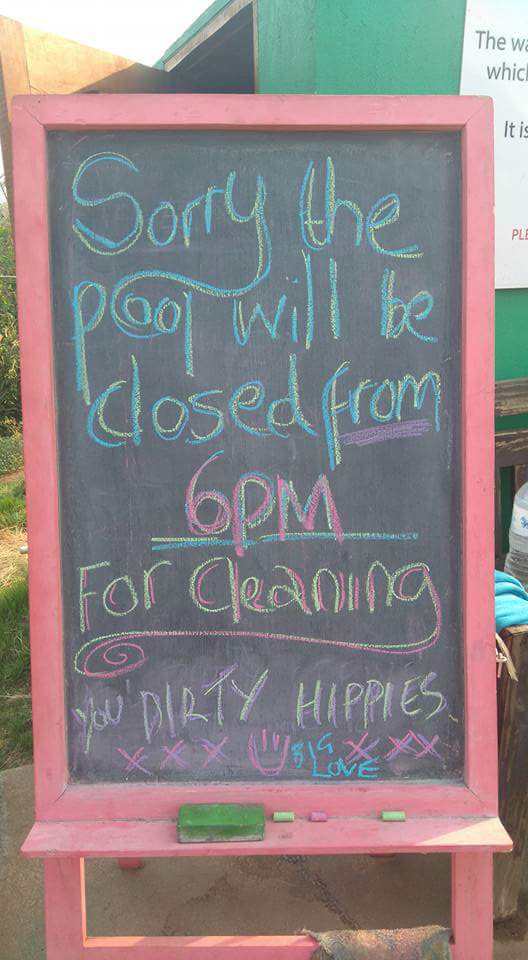 Sorry the
pool will be
closed from
6PM
For cleaning
YOU DIRTY HIPPIES
XXX BIG XXX
LOVE
The wa
which
It is
PLE